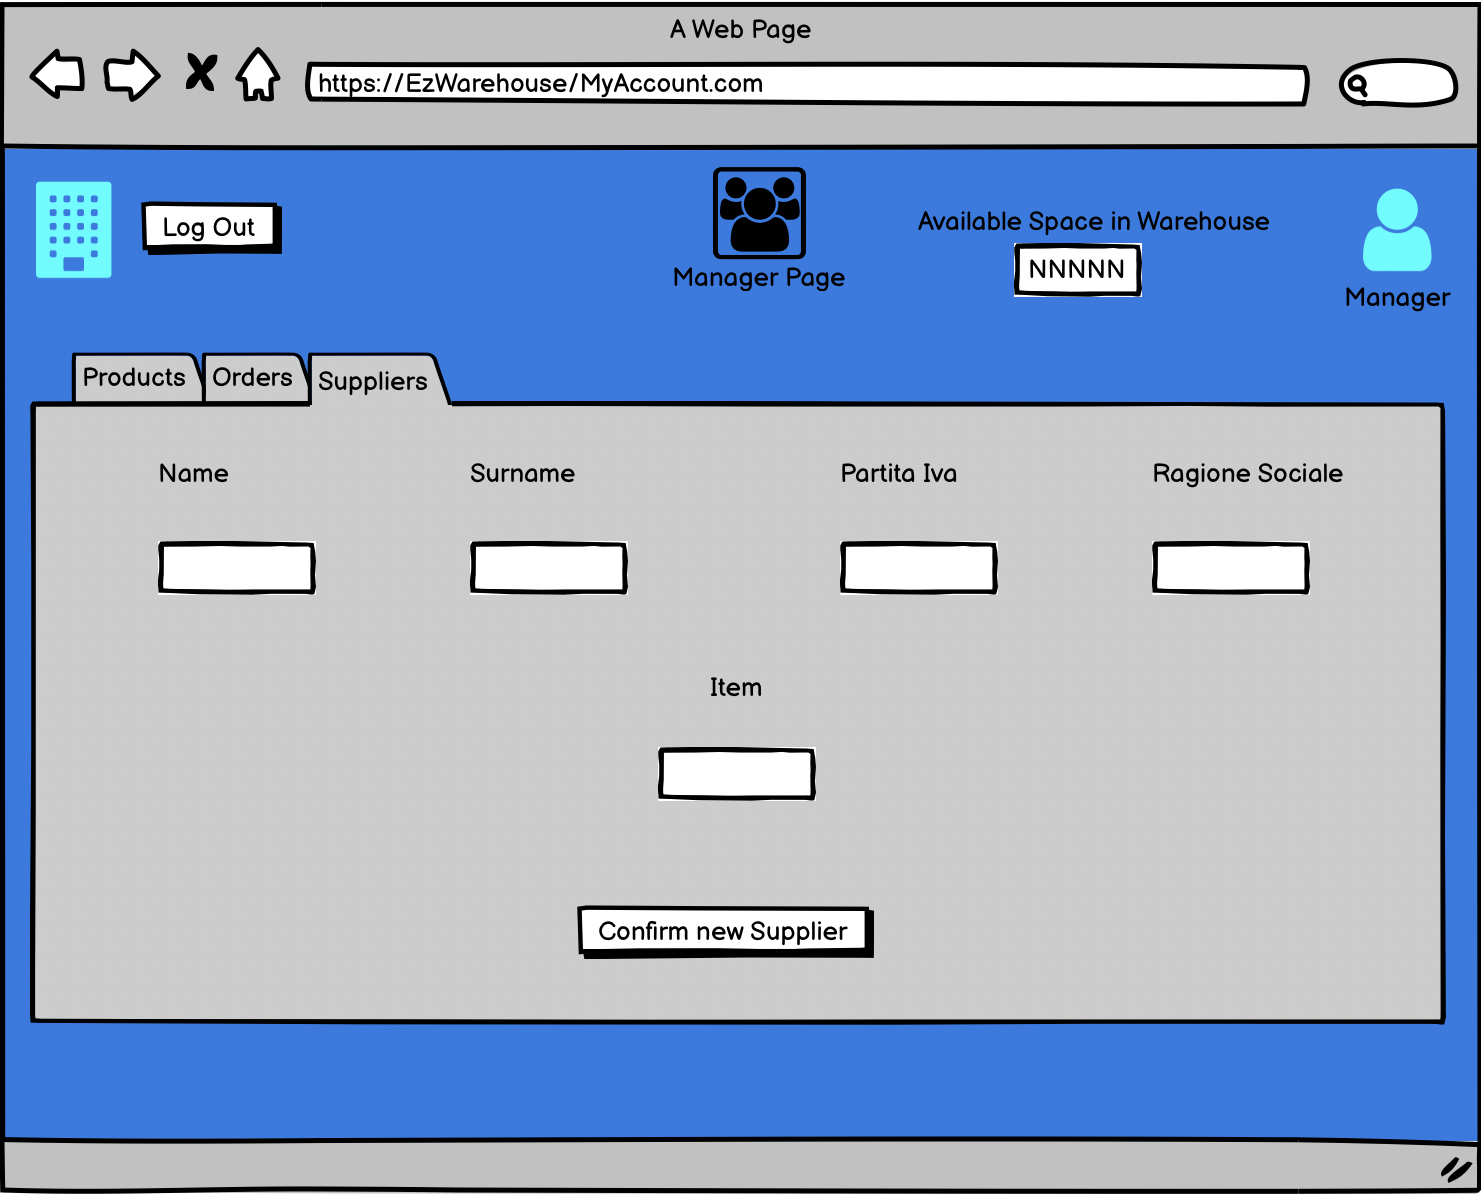 A Web Page
https://EzWarehouse/MyAccount.com
Log Out
Manager Page
Available Space in Warehouse
NNNNN
Manager
Products
Orders
Suppliers
Name
Surname
Partita Iva
Ragione Sociale
Item
Confirm new Supplier